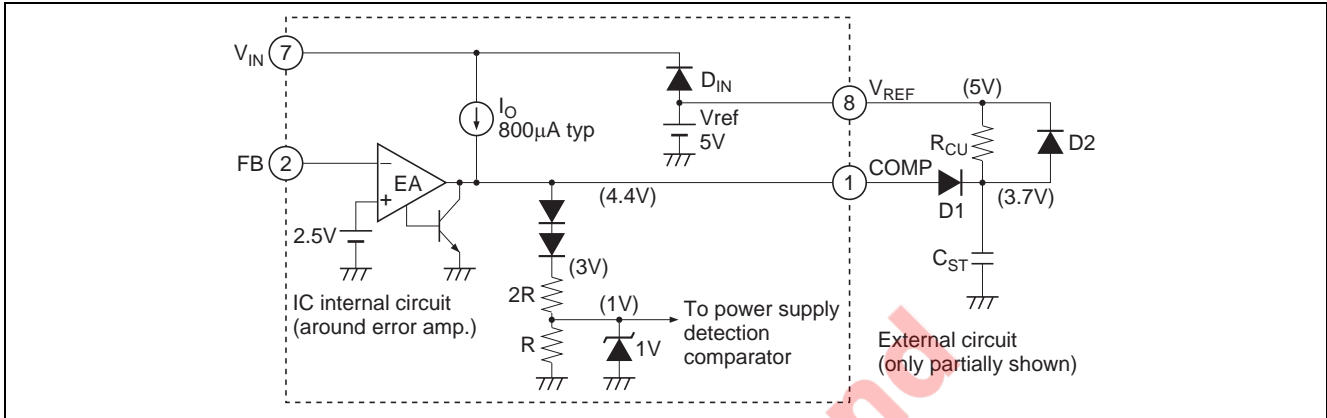 V_IN 7
I_O
800μA typ
D_IN
Vref
5V
8 V_REF
(5V)
R_CU
D2
FB 2
−
EA
+
2.5V
(4.4V)
1 COMP
D1
(3.7V)
C_ST
(3V)
2R
(1V)
R
1V
To power supply
detection
comparator
IC internal circuit
(around error amp.)
External circuit
(only partially shown)